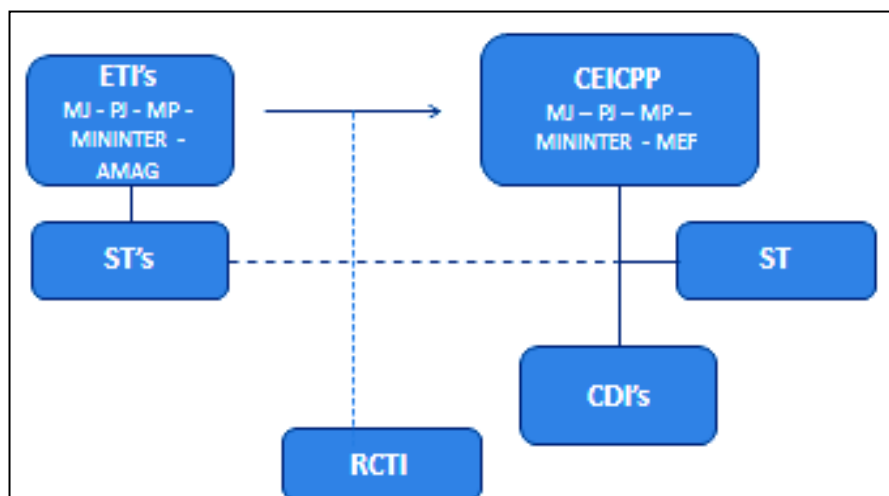 ETI's
MJ - PJ - MP -
MININTER -
AMAG
CEICPP
MJ – PJ – MP –
MININTER - MEF
ST's
ST
CDI's
RCTI